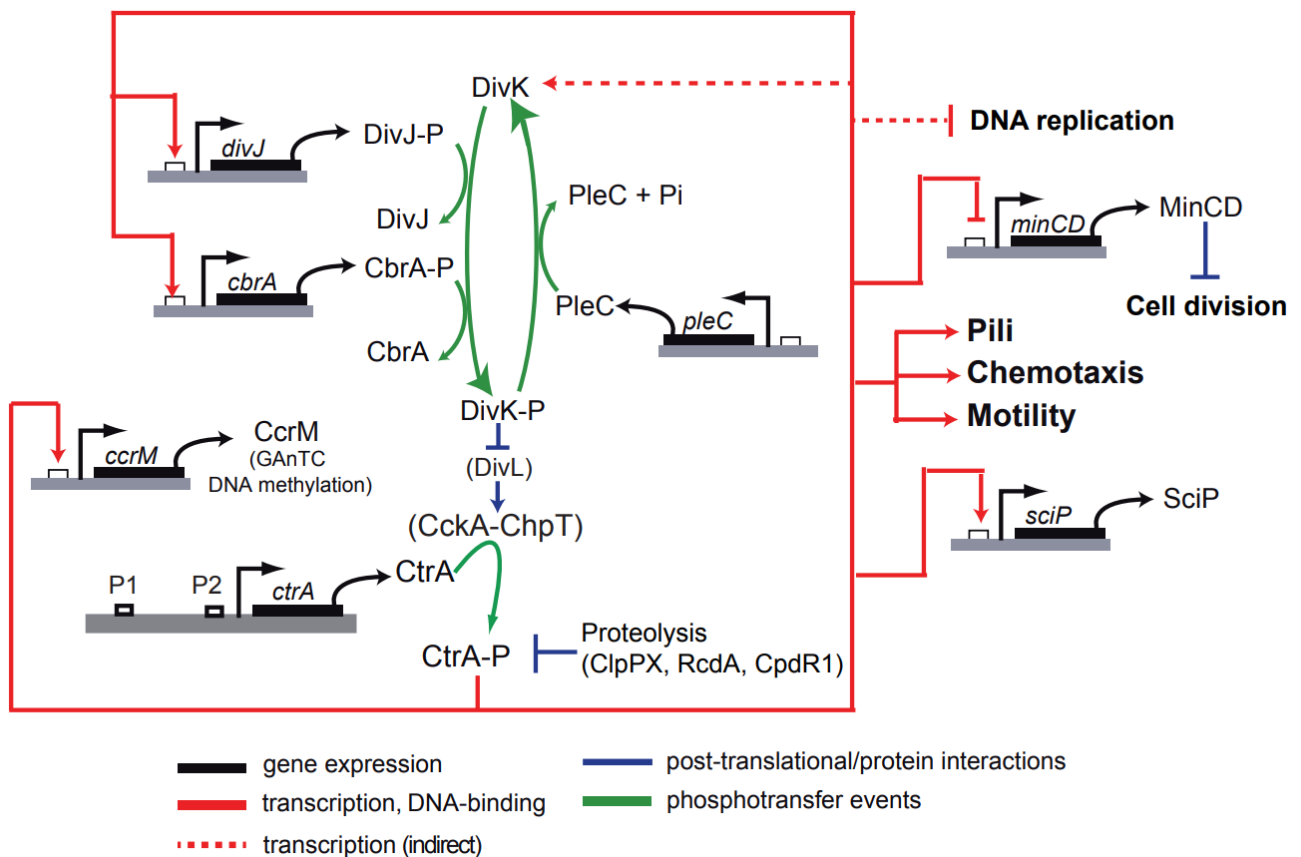 DivK
DNA replication
divJ
DivJ-P
DivJ
PleC + Pi
minCD
MinCD
Cell division
cbrA
CbrA-P
CbrA
PleC
pleC
Pili
Chemotaxis
Motility
DivK-P
ccrM
CcrM
(GAnTC
DNA methylation)
(DivL)
(CckA-ChpT)
sciP
SciP
P1
P2
ctrA
CtrA
CtrA-P
Proteolysis
(ClpPX, RcdA, CpdR1)
gene expression
post-translational/protein interactions
transcription, DNA-binding
phosphotransfer events
transcription (indirect)